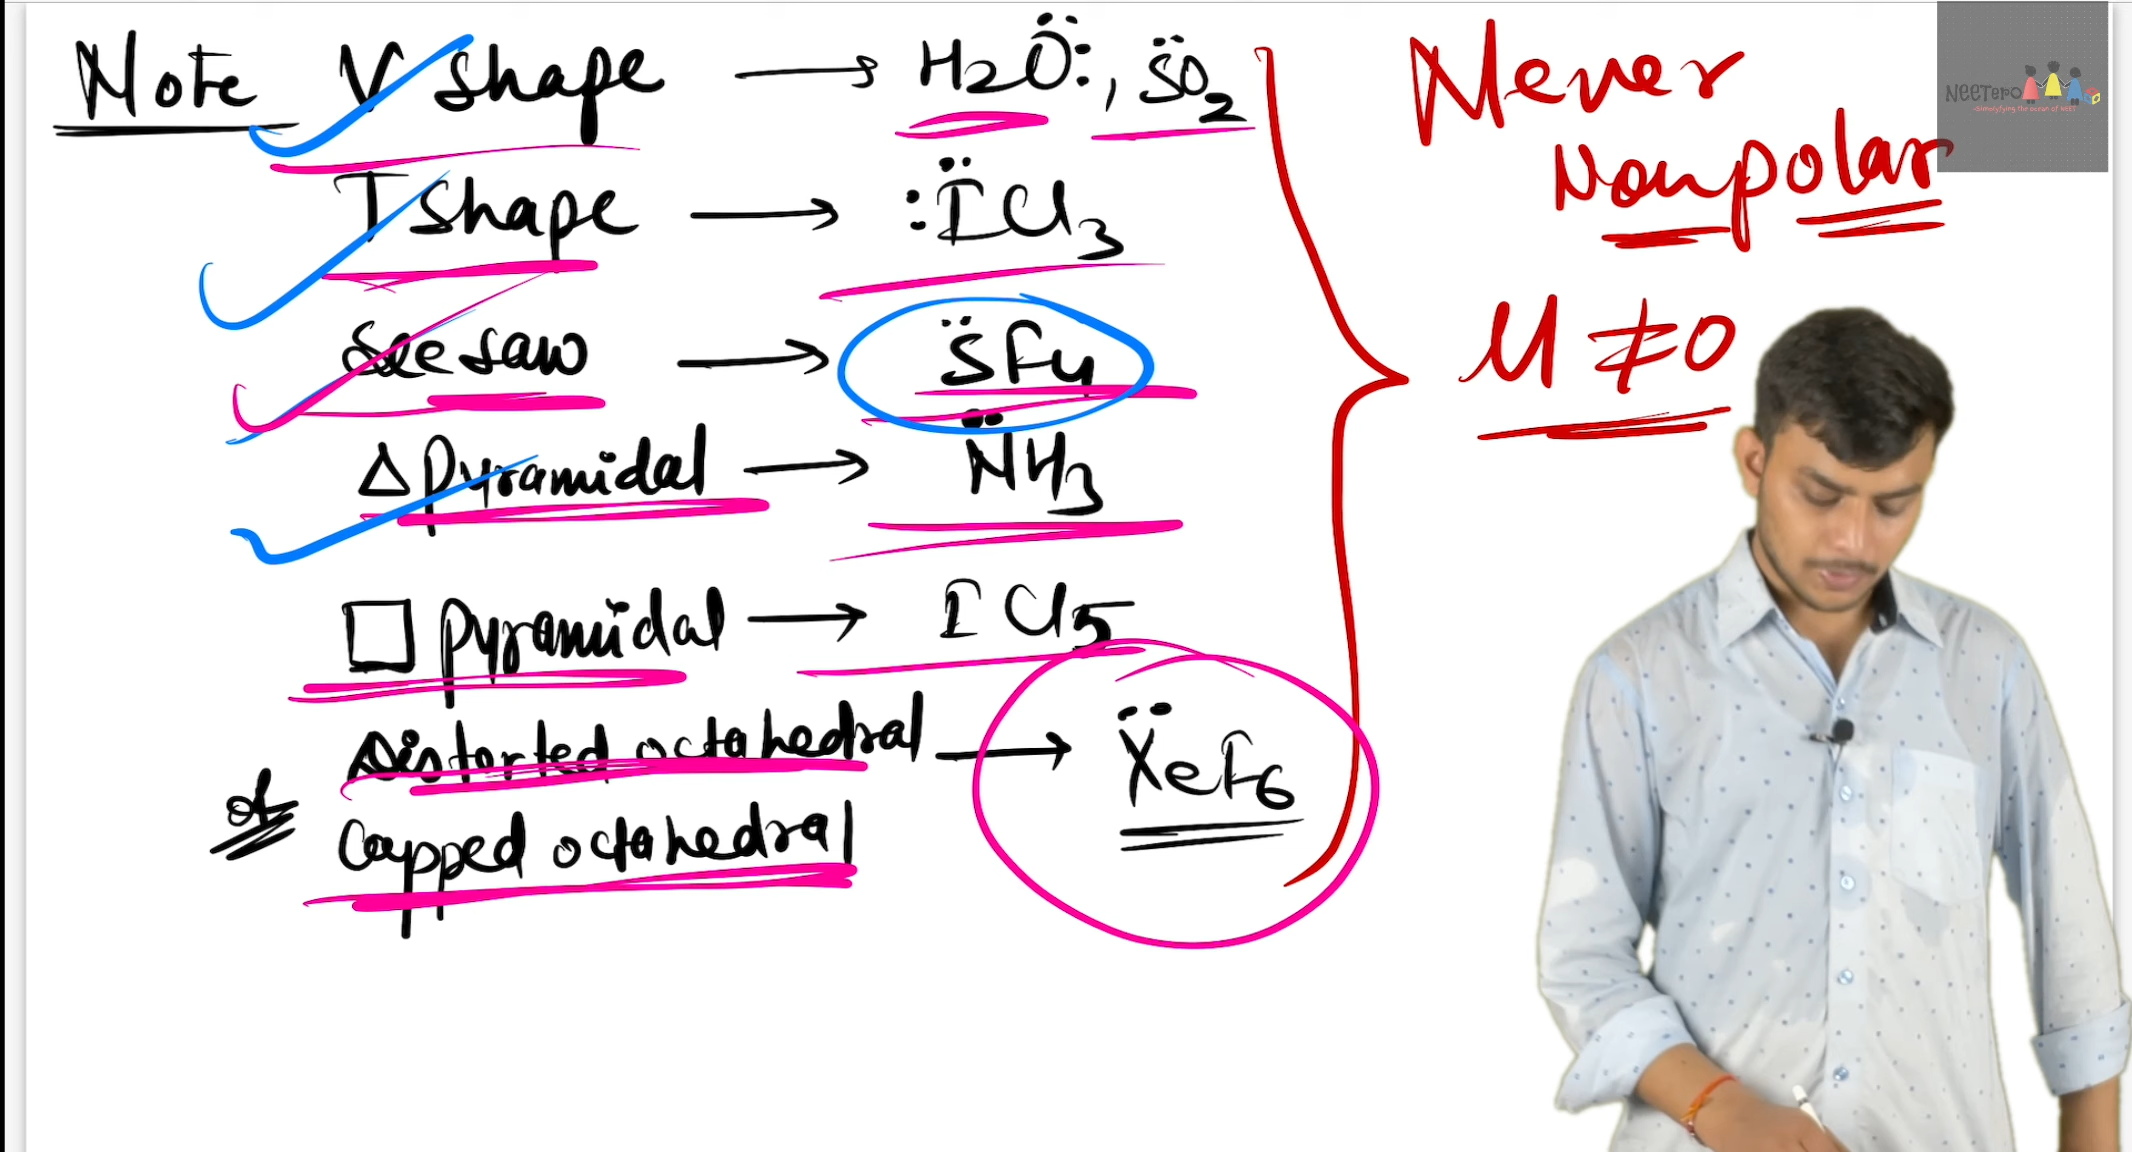 Note V shape → H2O, SO2
T shape → ICl3
See saw → SF4
Δ pyramidal → NH3
□ pyramidal → ICl5
Distorted octahedral → XeF6
or
Capped octahedral
Never
Nonpolar
μ ≠ 0
NEETePO